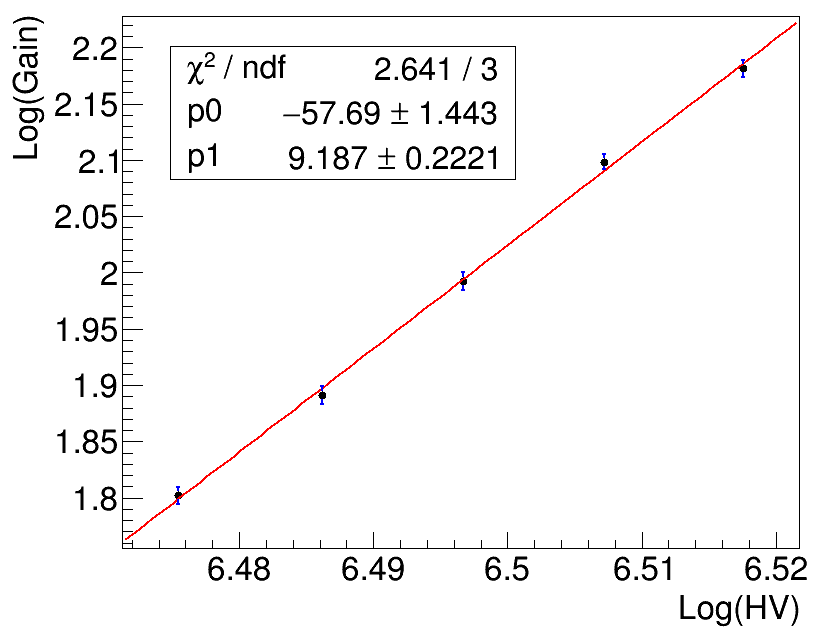 Log(Gain)
χ² / ndf 2.641 / 3
p0 −57.69 ± 1.443
p1 9.187 ± 0.2221
2.2
2.15
2.1
2.05
2
1.95
1.9
1.85
1.8
6.48 6.49 6.5 6.51 6.52
Log(HV)